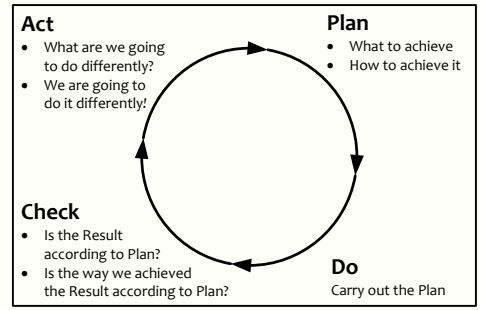 Act
• What are we going
to do differently?
• We are going to
do it differently!
Plan
• What to achieve
• How to achieve it
Check
• Is the Result
according to Plan?
• Is the way we achieved
the Result according to Plan?
Do
Carry out the Plan